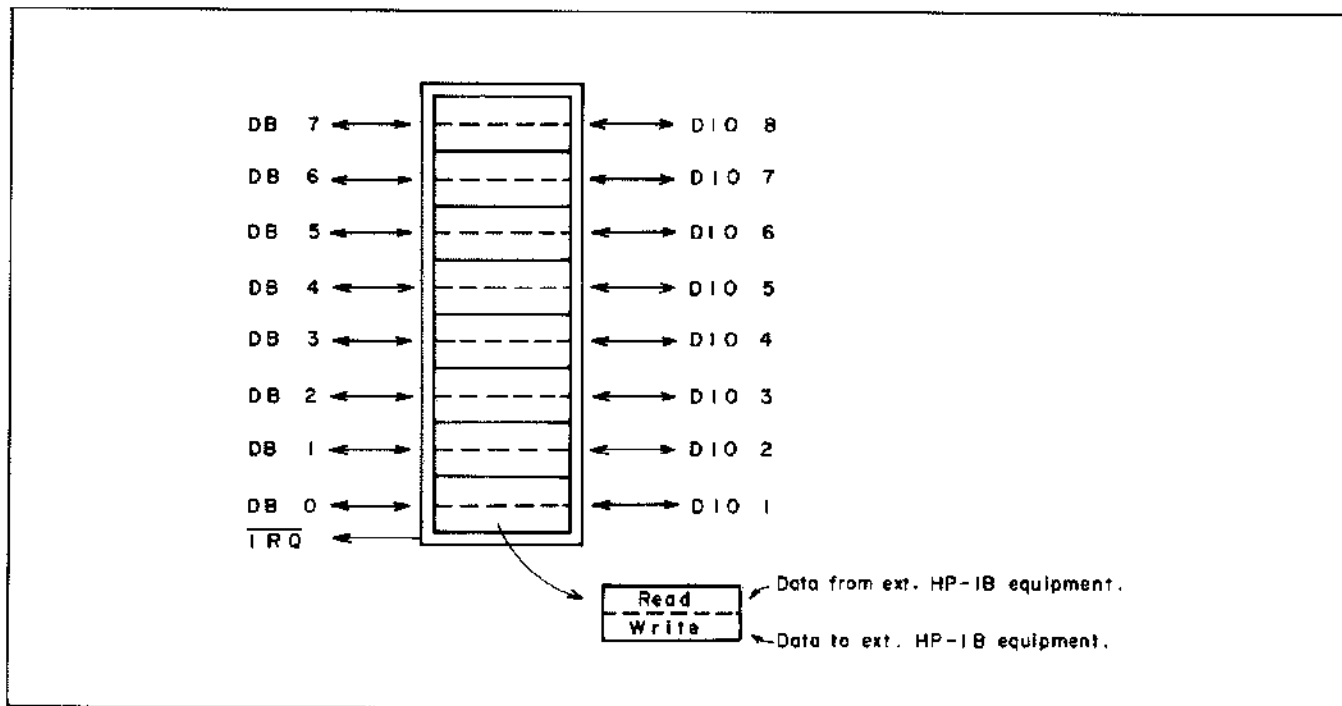 DB 7 DIO 8
DB 6 DIO 7
DB 5 DIO 6
DB 4 DIO 5
DB 3 DIO 4
DB 2 DIO 3
DB 1 DIO 2
DB 0 DIO 1
IRQ
Read
Data from ext. HP-IB equipment.
Write
Data to ext. HP-IB equipment.